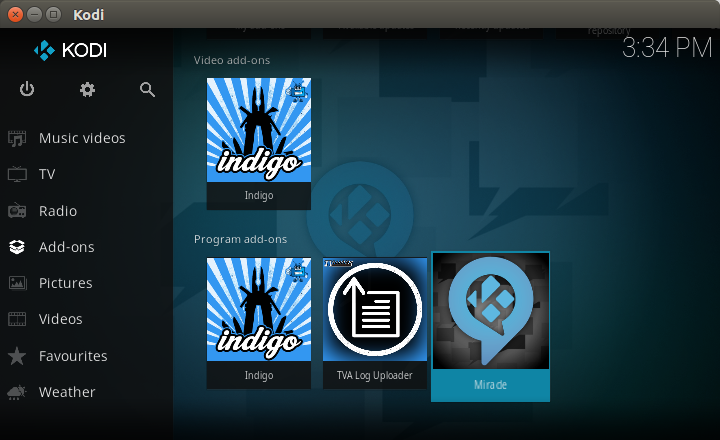 Kodi
repository
KODI
3:34 PM
Video add-ons
indigo
Indigo
Music videos
TV
Radio
Add-ons
Pictures
Videos
Favourites
Weather
Program add-ons
indigo
Indigo
TVA Log Uploader
Mirade